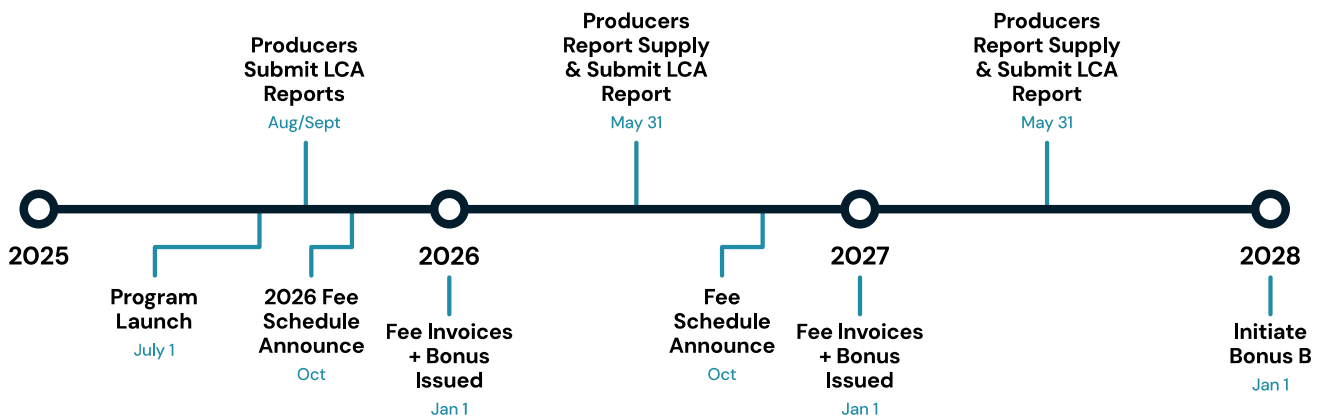 Producers
Submit LCA
Reports
Aug/Sept
Producers
Report Supply
& Submit LCA
Report
May 31
Producers
Report Supply
& Submit LCA
Report
May 31
2025
2026
2027
2028
Program
Launch
July 1
2026 Fee
Schedule
Announce
Oct
Fee Invoices
+ Bonus
Issued
Jan 1
Fee
Schedule
Announce
Oct
Fee Invoices
+ Bonus
Issued
Jan 1
Initiate
Bonus B
Jan 1